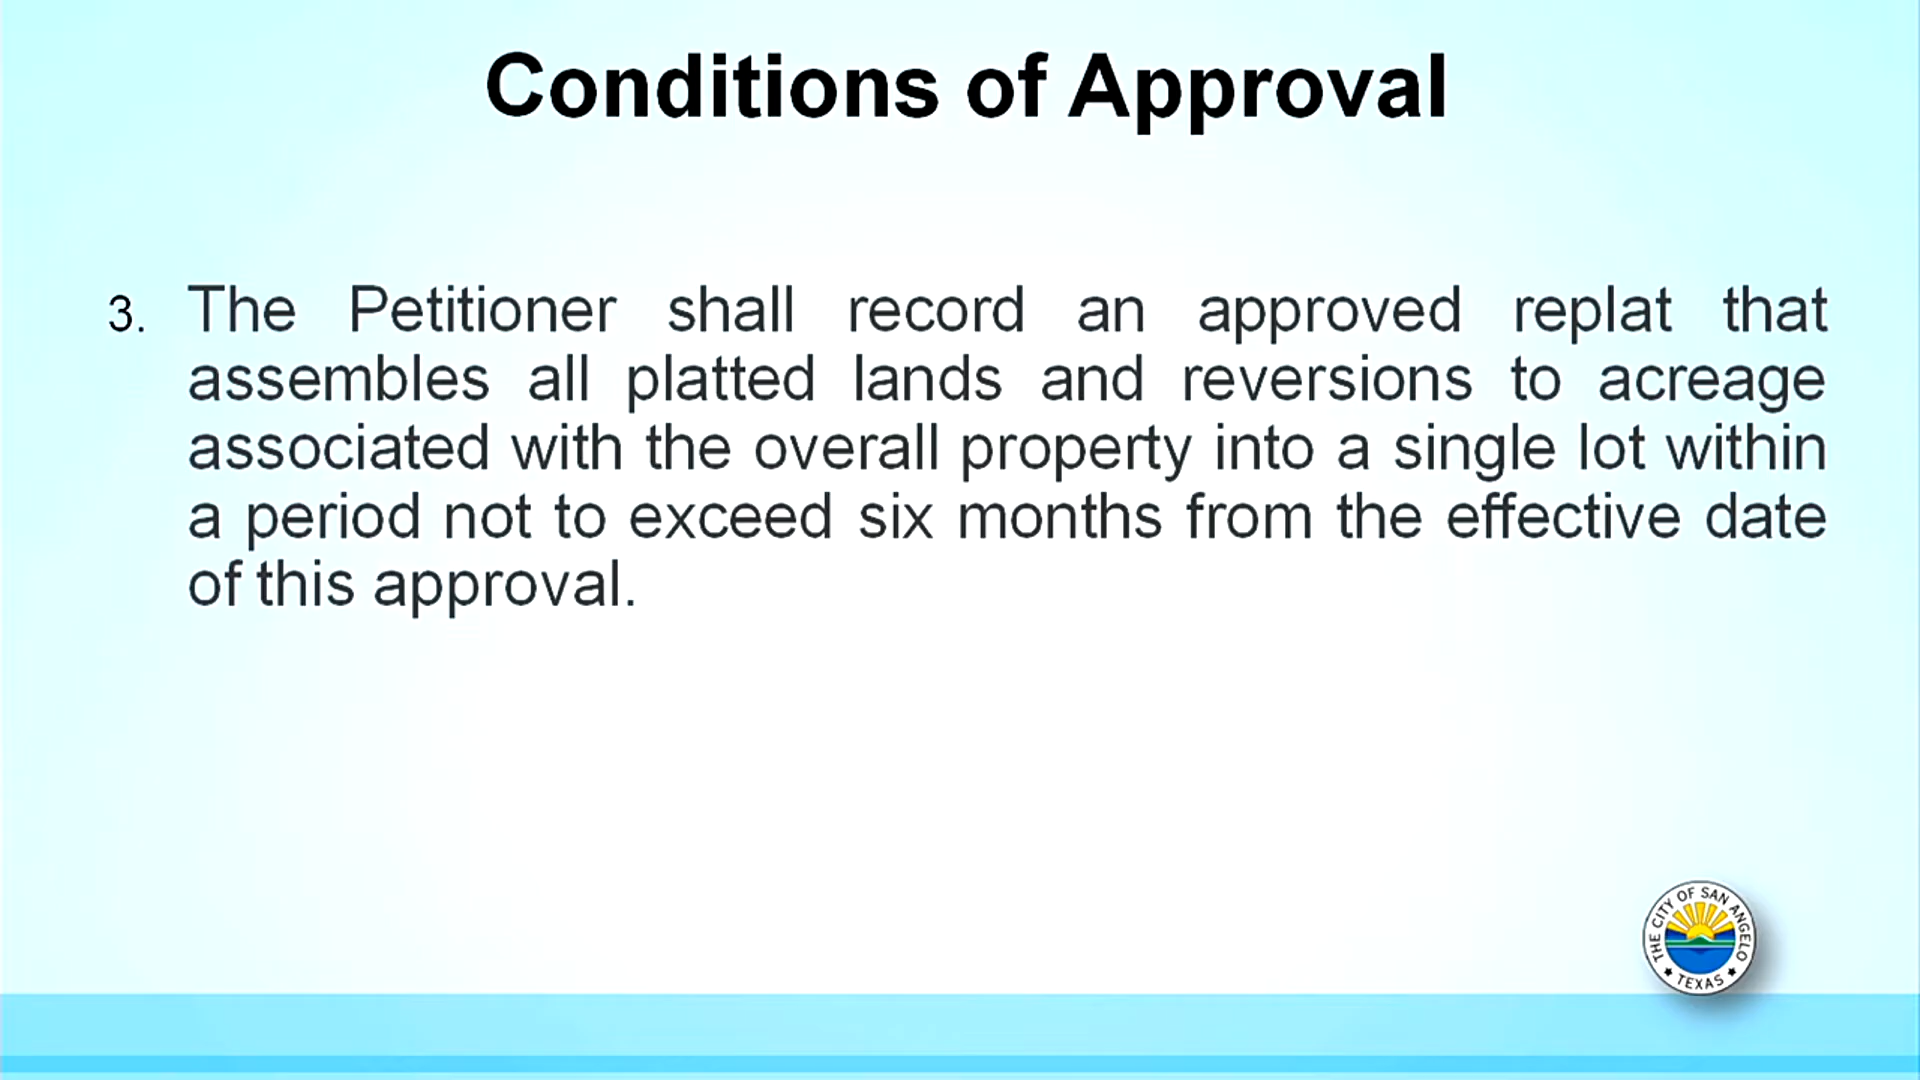 Conditions of Approval
3. The Petitioner shall record an approved replat that
assembles all platted lands and reversions to acreage
associated with the overall property into a single lot within
a period not to exceed six months from the effective date
of this approval.
THE CITY OF SAN ANGELO
TEXAS